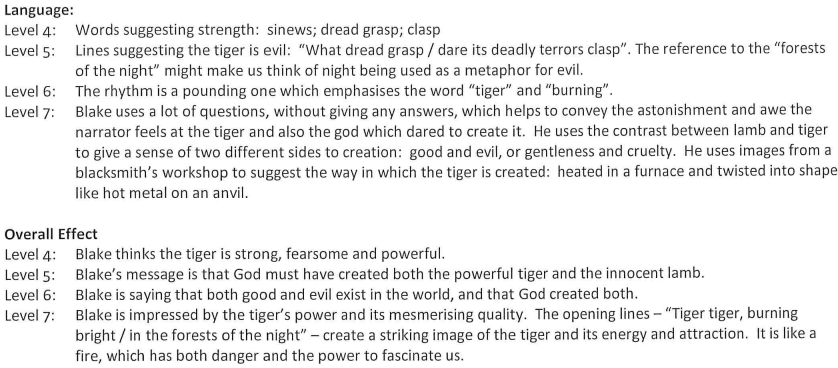 Language:
Level 4: Words suggesting strength: sinews; dread grasp; clasp
Level 5: Lines suggesting the tiger is evil: “What dread grasp / dare its deadly terrors clasp”. The reference to the “forests
of the night” might make us think of night being used as a metaphor for evil.
Level 6: The rhythm is a pounding one which emphasises the word “tiger” and “burning”.
Level 7: Blake uses a lot of questions, without giving any answers, which helps to convey the astonishment and awe the
narrator feels at the tiger and also the god which dared to create it. He uses the contrast between lamb and tiger
to give a sense of two different sides to creation: good and evil, or gentleness and cruelty. He uses images from a
blacksmith’s workshop to suggest the way in which the tiger is created: heated in a furnace and twisted into shape
like hot metal on an anvil.
Overall Effect
Level 4: Blake thinks the tiger is strong, fearsome and powerful.
Level 5: Blake’s message is that God must have created both the powerful tiger and the innocent lamb.
Level 6: Blake is saying that both good and evil exist in the world, and that God created both.
Level 7: Blake is impressed by the tiger’s power and its mesmerising quality. The opening lines – “Tiger tiger, burning
bright / in the forests of the night” – create a striking image of the tiger and its energy and attraction. It is like a
fire, which has both danger and the power to fascinate us.